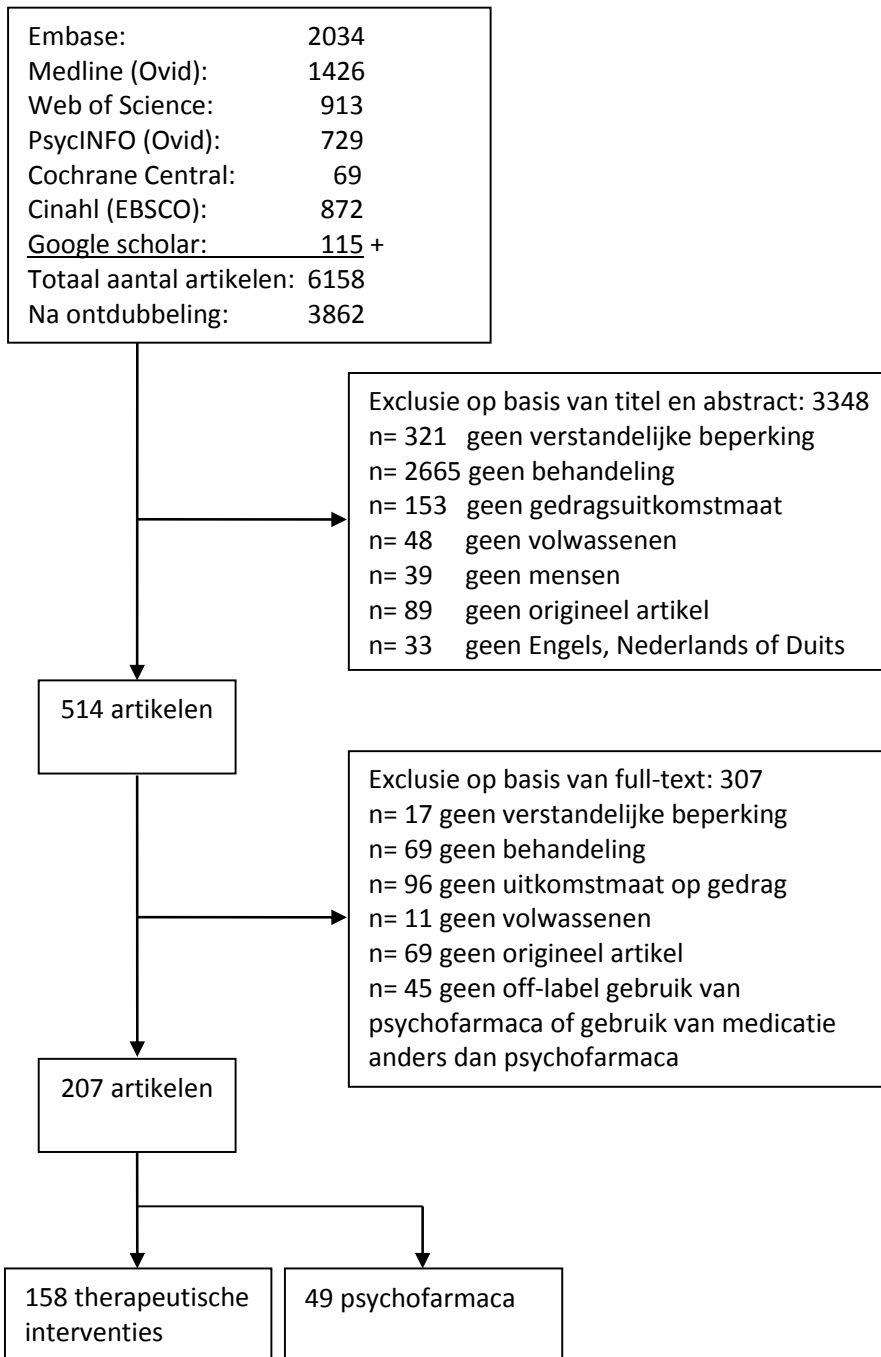 Embase: 2034
Medline (Ovid): 1426
Web of Science: 913
PsycINFO (Ovid): 729
Cochrane Central: 69
Cinahl (EBSCO): 872
Google scholar: 115 +
Totaal aantal artikelen: 6158
Na ontdubbeling: 3862
Exclusie op basis van titel en abstract: 3348
n= 321 geen verstandelijke beperking
n= 2665 geen behandeling
n= 153 geen gedragsuitkomstmaat
n= 48 geen volwassenen
n= 39 geen mensen
n= 89 geen origineel artikel
n= 33 geen Engels, Nederlands of Duits
514 artikelen
Exclusie op basis van full-text: 307
n= 17 geen verstandelijke beperking
n= 69 geen behandeling
n= 96 geen uitkomstmaat op gedrag
n= 11 geen volwassenen
n= 69 geen origineel artikel
n= 45 geen off-label gebruik van
psychofarmaca of gebruik van medicatie
anders dan psychofarmaca
207 artikelen
158 therapeutische
interventies
49 psychofarmaca